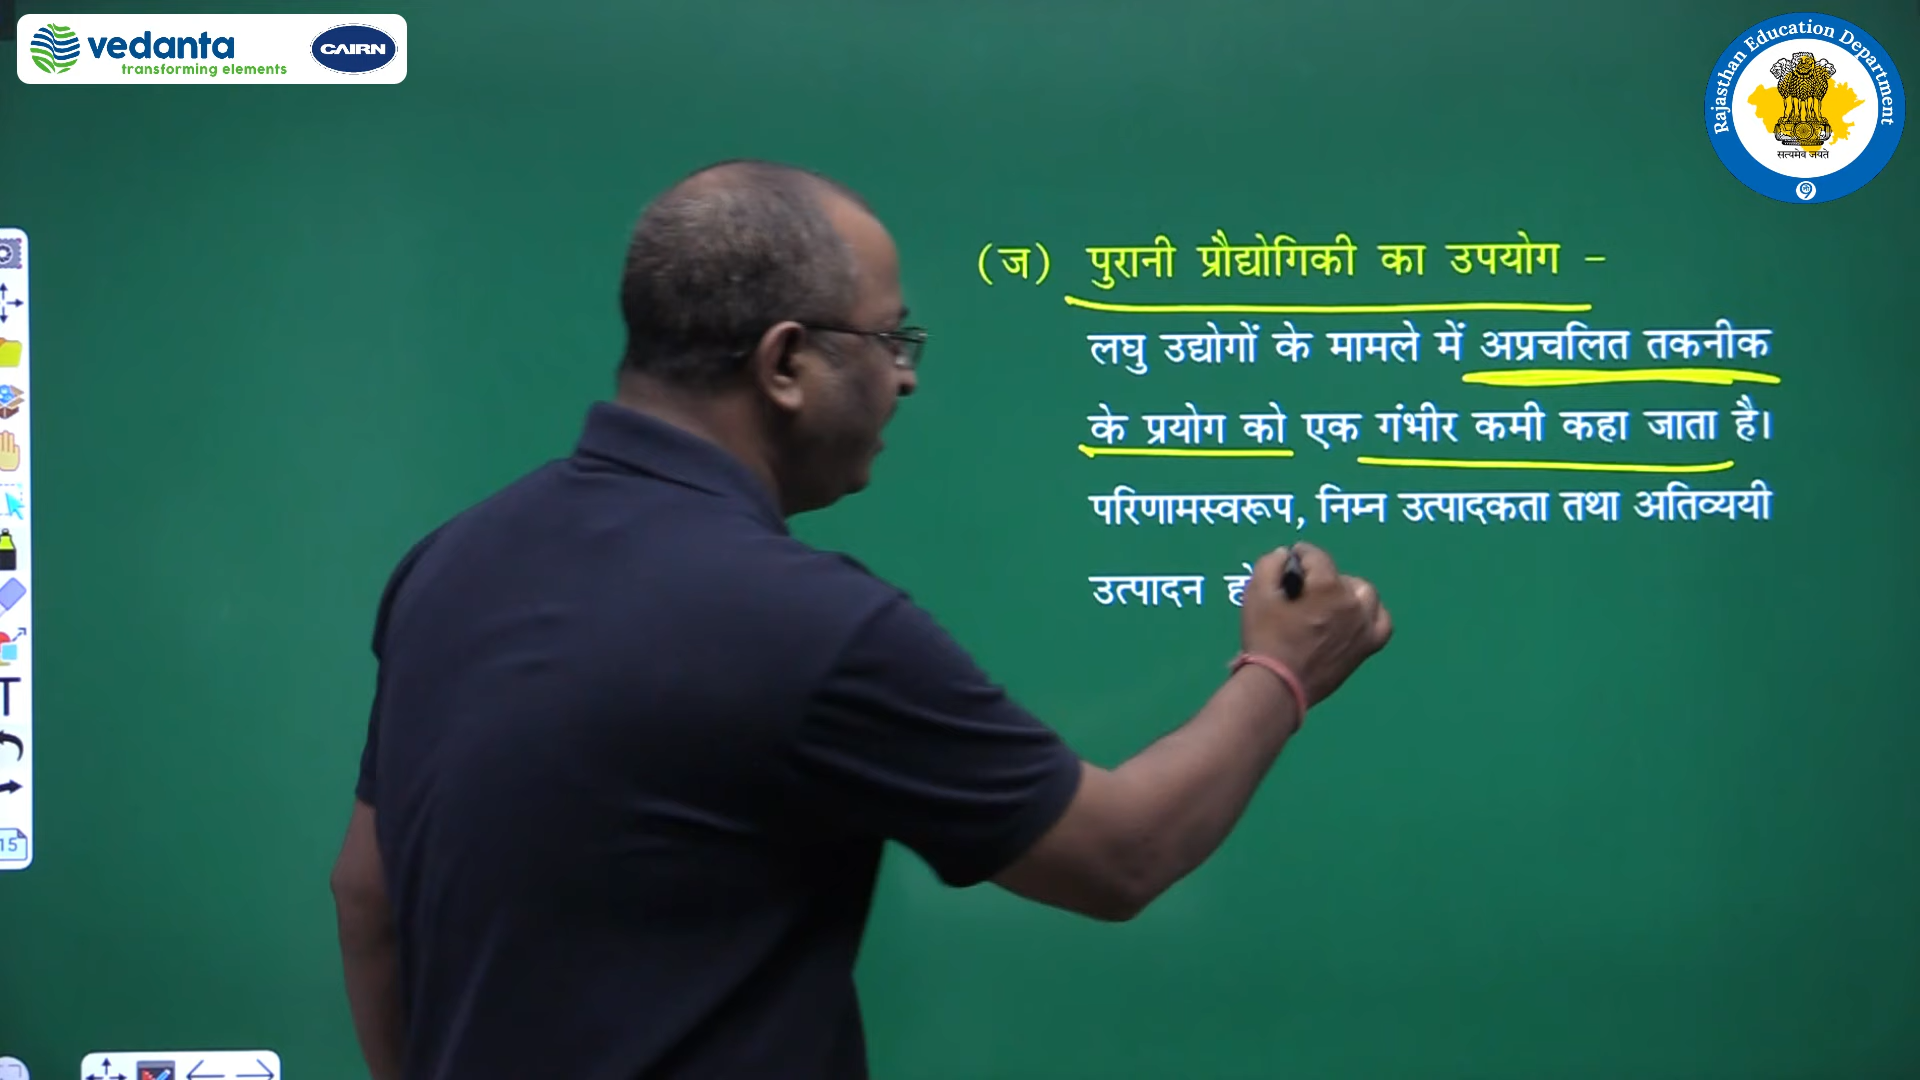 vedanta
transforming elements
CAIRN
Rajasthan Education Department
सत्यमेव जयते
(ज) पुरानी प्रौद्योगिकी का उपयोग –
लघु उद्योगों के मामले में अप्रचलित तकनीक
के प्रयोग को एक गंभीर कमी कहा जाता है।
परिणामस्वरूप, निम्न उत्पादकता तथा अतिव्ययी
उत्पादन
T
15